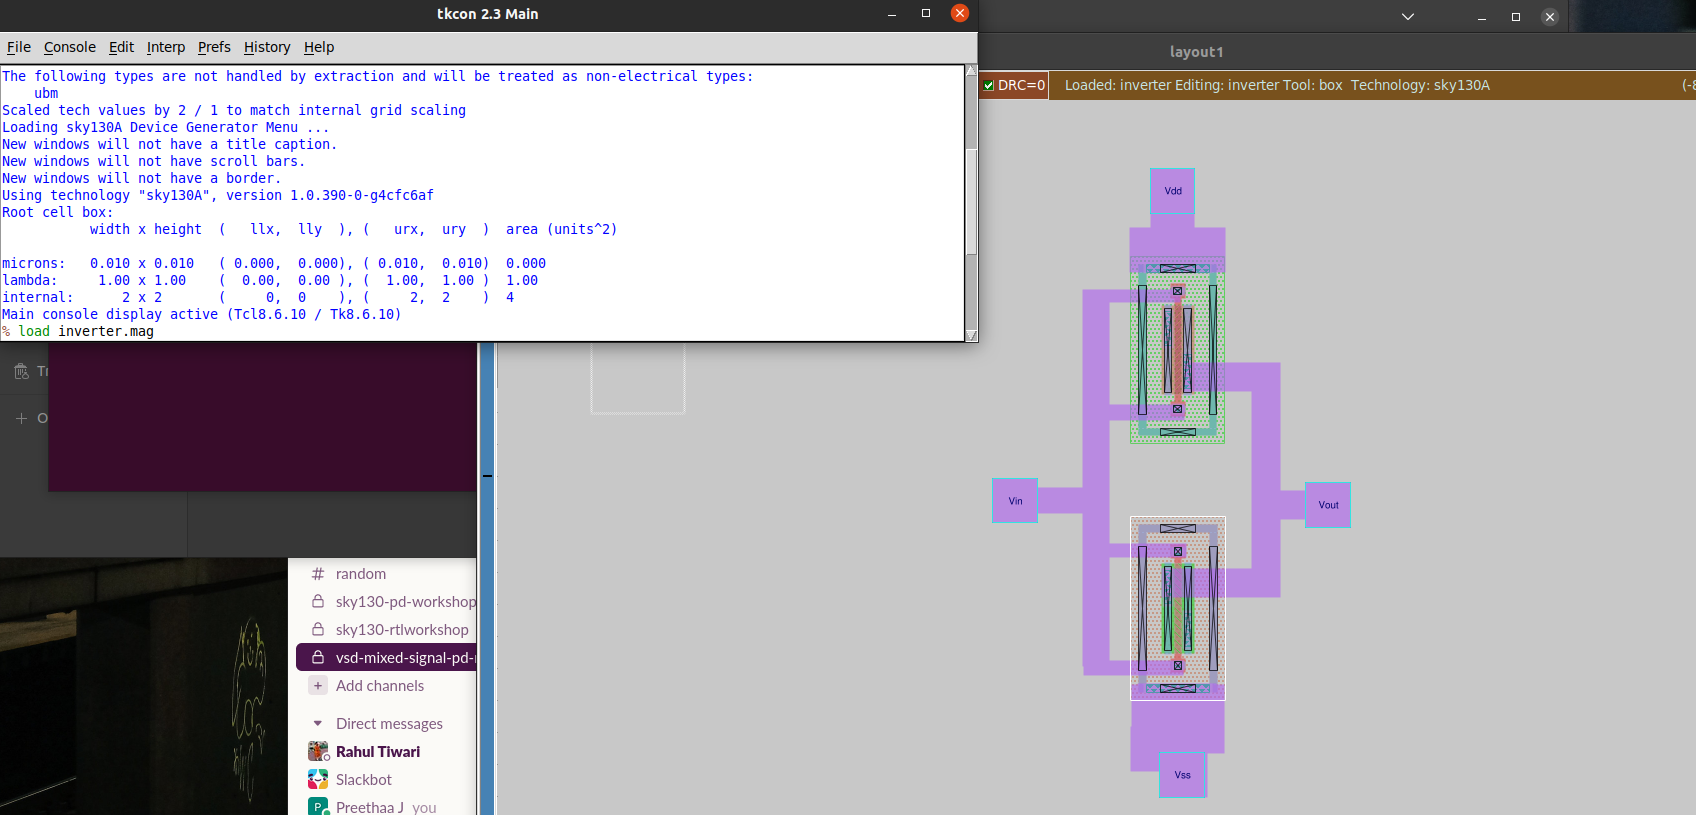 tkcon 2.3 Main
File Console Edit Interp Prefs History Help
The following types are not handled by extraction and will be treated as non-electrical types:
ubm
Scaled tech values by 2 / 1 to match internal grid scaling
Loading sky130A Device Generator Menu ...
New windows will not have a title caption.
New windows will not have scroll bars.
New windows will not have a border.
Using technology "sky130A", version 1.0.390-0-g4cfc6af
Root cell box:
width x height ( llx, lly ), ( urx, ury ) area (units^2)
microns: 0.010 x 0.010 ( 0.000, 0.000), ( 0.010, 0.010) 0.000
lambda: 1.00 x 1.00 ( 0.00, 0.00 ), ( 1.00, 1.00 ) 1.00
internal: 2 x 2 ( 0, 0 ), ( 2, 2 ) 4
Main console display active (Tcl8.6.10 / Tk8.6.10)
% load inverter.mag
layout1
DRC=0 Loaded: inverter Editing: inverter Tool: box Technology: sky130A (-8
Vdd
Vin
Vout
Vss
Tr
+ O
# random
sky130-pd-workshop
sky130-rtlworkshop
vsd-mixed-signal-pd-r
+ Add channels
Direct messages
Rahul Tiwari
Slackbot
P Preethaa J you